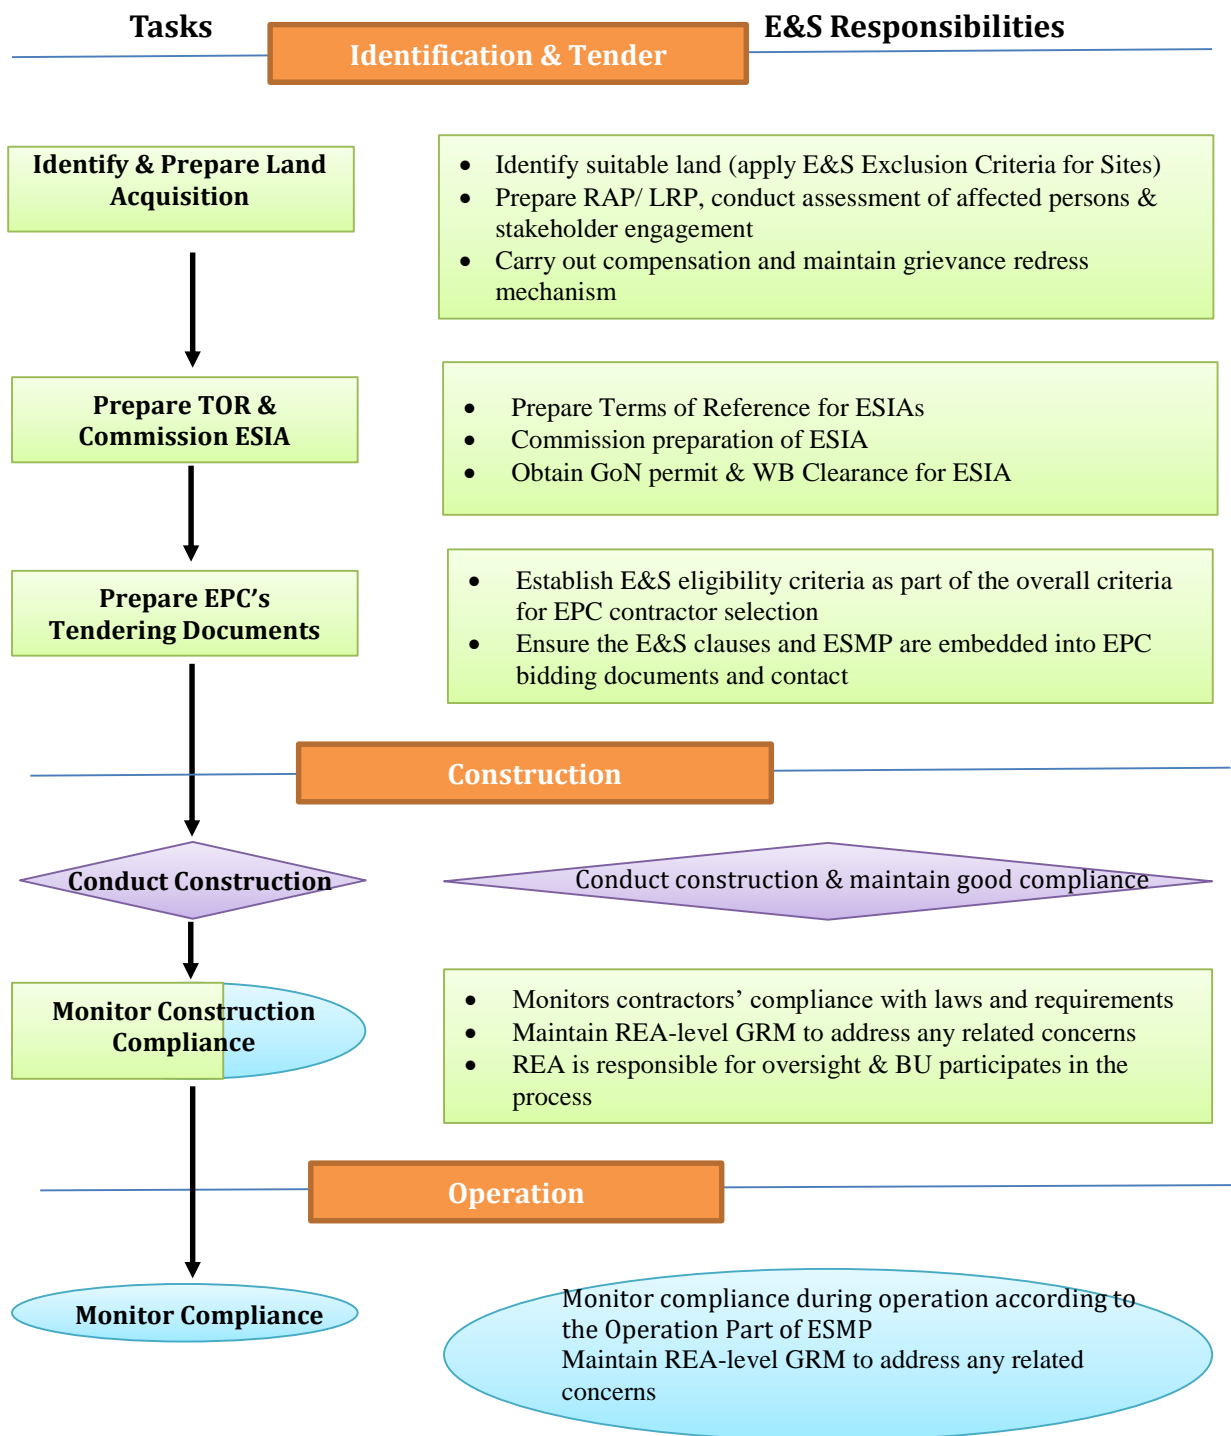 Tasks
E&S Responsibilities
Identification & Tender
Identify & Prepare Land
Acquisition
• Identify suitable land (apply E&S Exclusion Criteria for Sites)
• Prepare RAP/ LRP, conduct assessment of affected persons &
stakeholder engagement
• Carry out compensation and maintain grievance redress
mechanism
Prepare TOR &
Commission ESIA
• Prepare Terms of Reference for ESIAs
• Commission preparation of ESIA
• Obtain GoN permit & WB Clearance for ESIA
Prepare EPC’s
Tendering Documents
• Establish E&S eligibility criteria as part of the overall criteria
for EPC contractor selection
• Ensure the E&S clauses and ESMP are embedded into EPC
bidding documents and contact
Construction
Conduct Construction
Conduct construction & maintain good compliance
Monitor Construction
Compliance
• Monitors contractors’ compliance with laws and requirements
• Maintain REA-level GRM to address any related concerns
• REA is responsible for oversight & BU participates in the
process
Operation
Monitor Compliance
Monitor compliance during operation according to
the Operation Part of ESMP
Maintain REA-level GRM to address any related
concerns